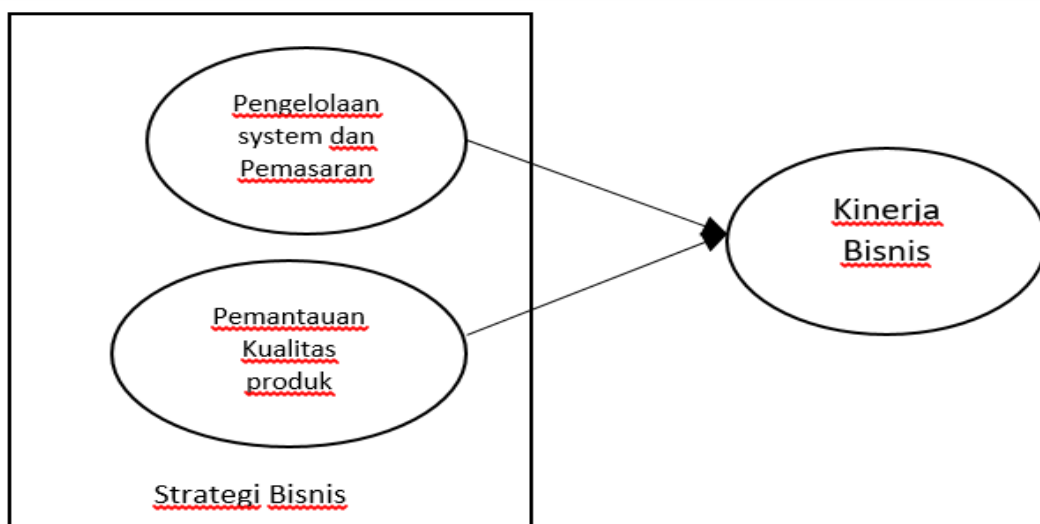 Pengelolaan
system dan
Pemasaran
Kinerja
Bisnis
Pemantauan
Kualitas
produk
Strategi Bisnis